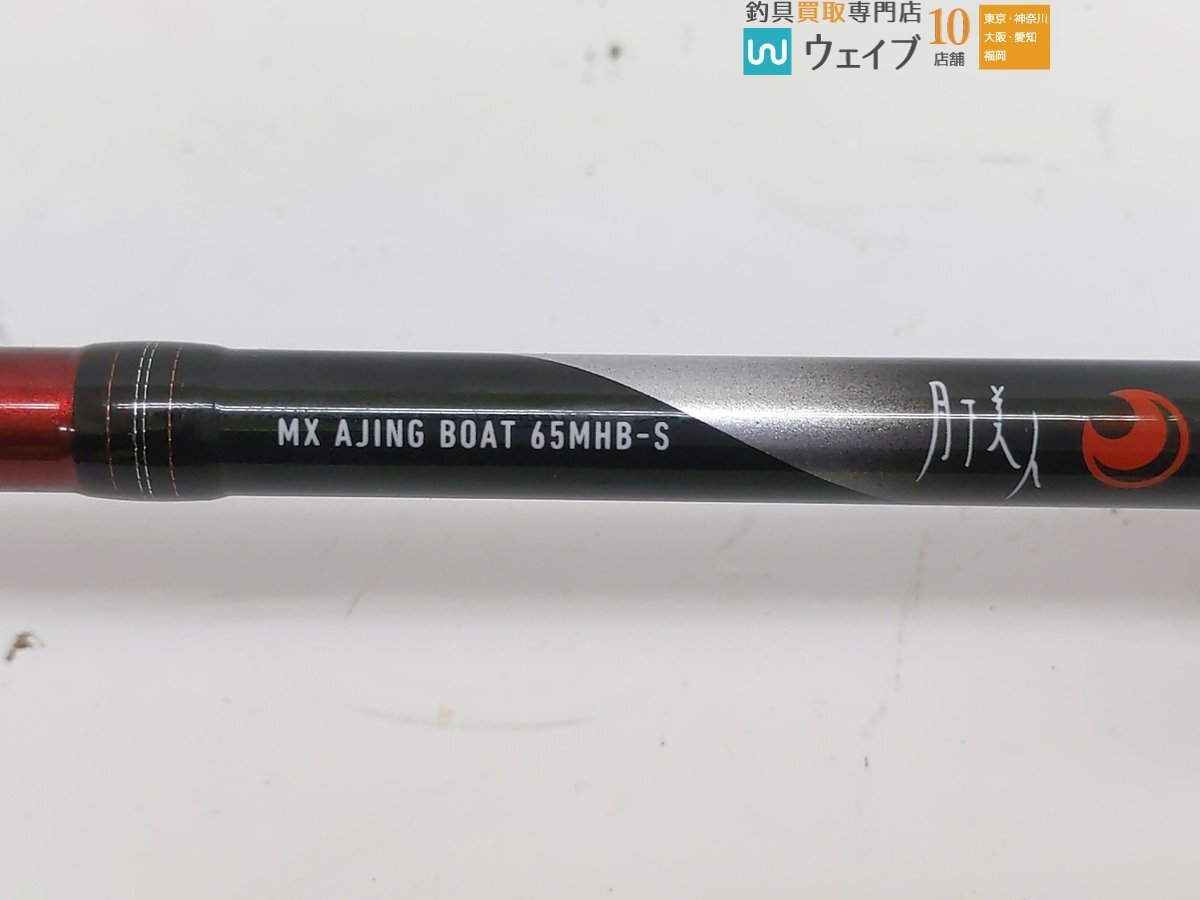 釣具買取専門店
ウェイブ
10
店舗
東京・神奈川
大阪・愛知
福岡
MX AJING BOAT 65MHB-S
月下美人